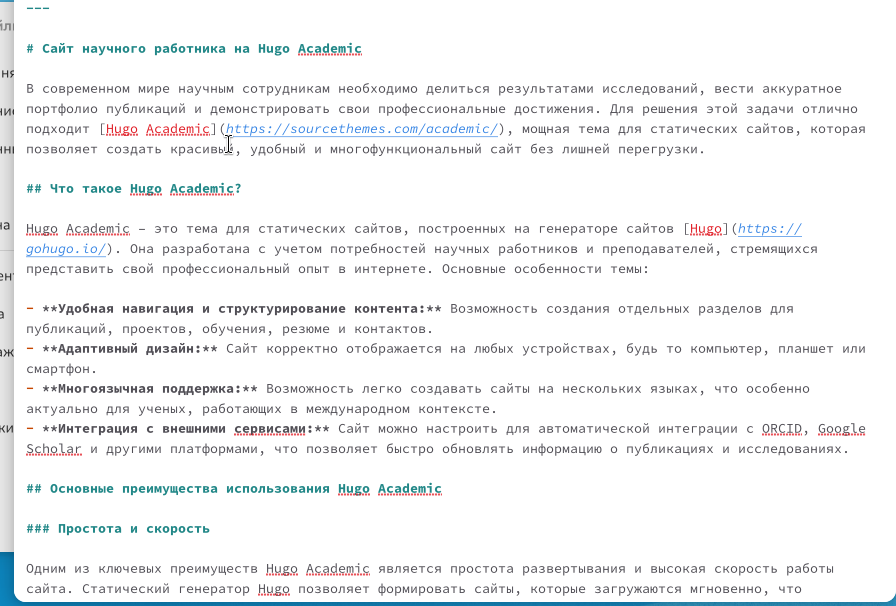 ---
# Сайт научного работника на Hugo Academic
В современном мире научным сотрудникам необходимо делиться результатами исследований, вести аккуратное
портфолио публикаций и демонстрировать свои профессиональные достижения. Для решения этой задачи отлично
подходит [Hugo Academic](https://sourcethemes.com/academic/), мощная тема для статических сайтов, которая
позволяет создать красивый, удобный и многофункциональный сайт без лишней перегрузки.
## Что такое Hugo Academic?
Hugo Academic – это тема для статических сайтов, построенных на генераторе сайтов [Hugo](https://
gohugo.io/). Она разработана с учетом потребностей научных работников и преподавателей, стремящихся
представить свой профессиональный опыт в интернете. Основные особенности темы:
- **Удобная навигация и структурирование контента:** Возможность создания отдельных разделов для
публикаций, проектов, обучения, резюме и контактов.
- **Адаптивный дизайн:** Сайт корректно отображается на любых устройствах, будь то компьютер, планшет или
смартфон.
- **Многоязычная поддержка:** Возможность легко создавать сайты на нескольких языках, что особенно
актуально для ученых, работающих в международном контексте.
- **Интеграция с внешними сервисами:** Сайт можно настроить для автоматической интеграции с ORCID, Google
Scholar и другими платформами, что позволяет быстро обновлять информацию о публикациях и исследованиях.
## Основные преимущества использования Hugo Academic
### Простота и скорость
Одним из ключевых преимуществ Hugo Academic является простота развертывания и высокая скорость работы
сайта. Статический генератор Hugo позволяет формировать сайты, которые загружаются мгновенно, что